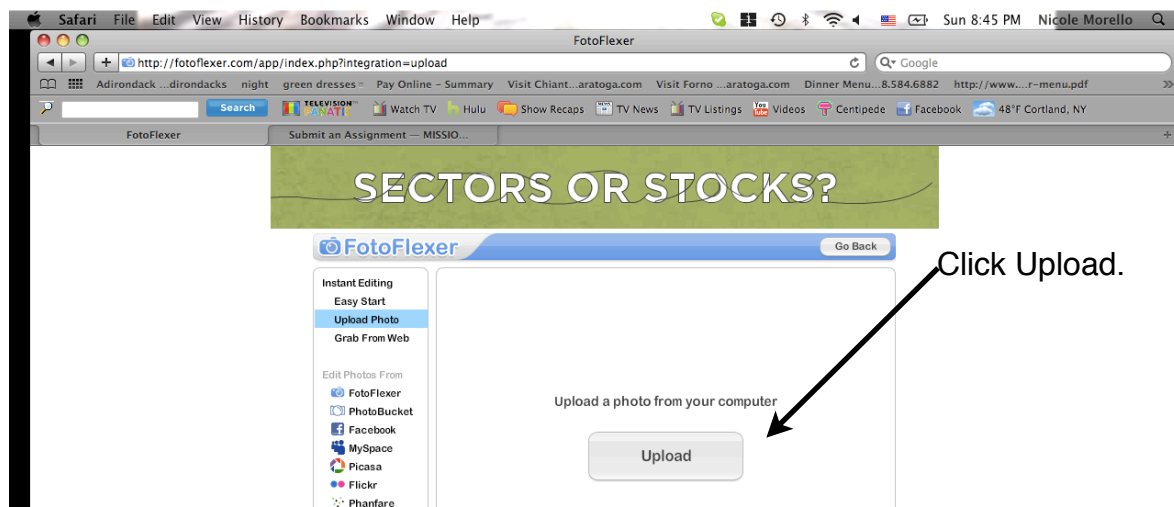 Safari File Edit View History Bookmarks Window Help Sun 8:45 PM Nicole Morello
FotoFlexer
http://fotoflexer.com/app/index.php?integration=upload Google
Adirondack ...dirondacks night green dresses Pay Online – Summary Visit Chiant...aratoga.com Visit Forno ...aratoga.com Dinner Menu...8.584.6882 http://www....r-menu.pdf
Search TELEVISION FANATIC Watch TV Hulu Show Recaps TV News TV Listings You Tube Videos Centipede Facebook 48°F Cortland, NY
FotoFlexer Submit an Assignment — MISSIO...
SECTORS OR STOCKS?
FotoFlexer Go Back
Click Upload.
Instant Editing
Easy Start
Upload Photo
Grab From Web
Edit Photos From
FotoFlexer
PhotoBucket
Facebook
MySpace
Picasa
Flickr
Phanfare
Upload a photo from your computer
Upload